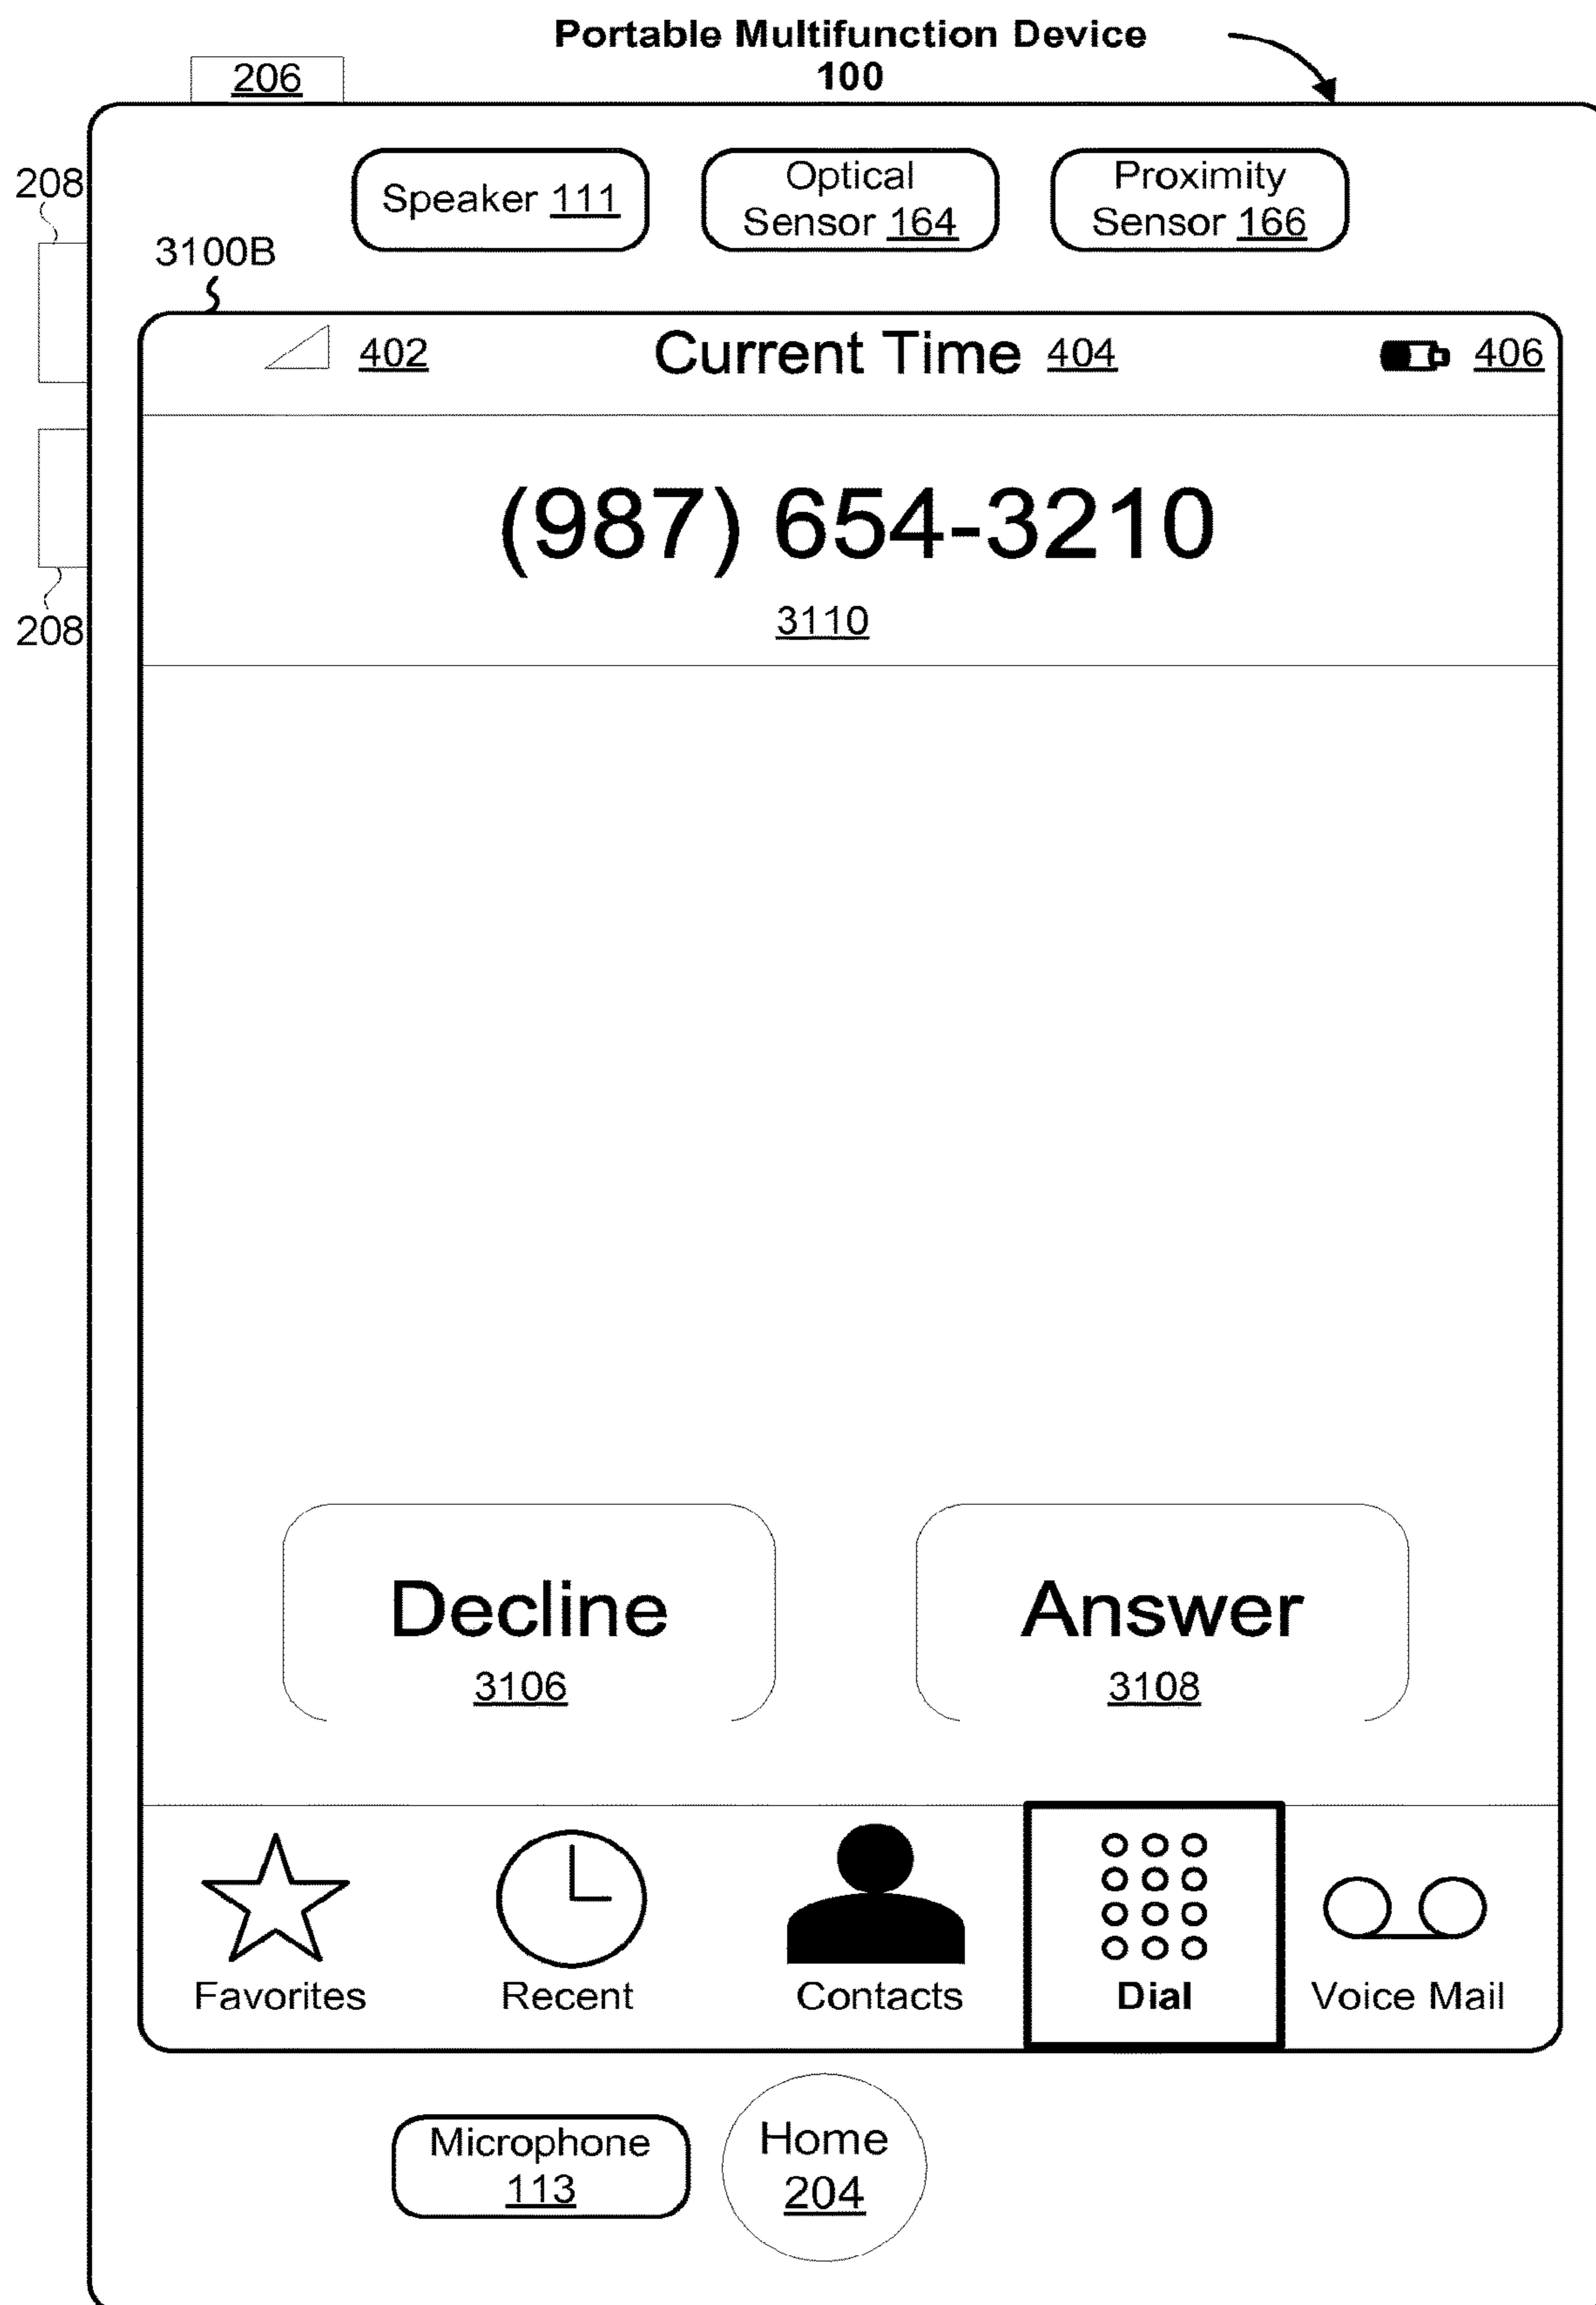 Portable Multifunction Device
100
206
208
Speaker 111
Optical
Sensor 164
Proximity
Sensor 166
3100B
402
Current Time 404
406
(987) 654-3210
3110
208
Decline
3106
Answer
3108
Favorites
Recent
Contacts
Dial
Voice Mail
Microphone
113
Home
204